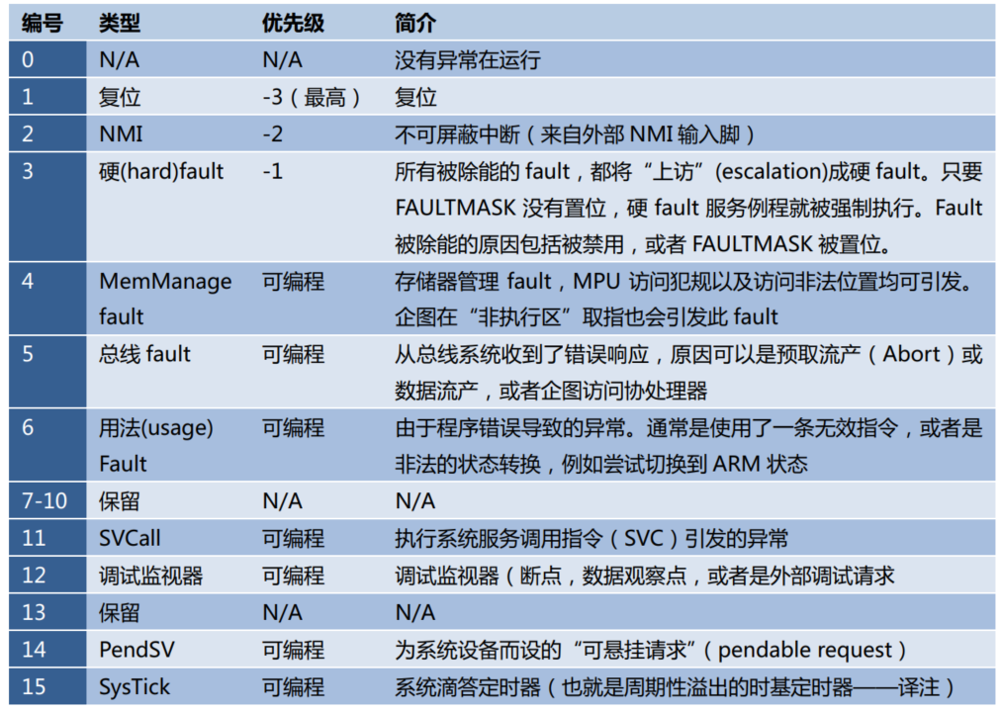 编号 类型 优先级 简介
0 N/A N/A 没有异常在运行
1 复位 -3（最高） 复位
2 NMI -2 不可屏蔽中断（来自外部 NMI 输入脚）
3 硬(hard)fault -1 所有被除能的 fault，都将“上访”(escalation)成硬 fault。只要
FAULTMASK 没有置位，硬 fault 服务例程就被强制执行。Fault
被除能的原因包括被禁用，或者 FAULTMASK 被置位。
4 MemManage 可编程 存储器管理 fault，MPU 访问犯规以及访问非法位置均可引发。
fault 企图在“非执行区”取指也会引发此 fault
5 总线 fault 可编程 从总线系统收到了错误响应，原因可以是预取流产（Abort）或
数据流产，或者企图访问协处理器
6 用法(usage) 可编程 由于程序错误导致的异常。通常是使用了一条无效指令，或者是
Fault 非法的状态转换，例如尝试切换到 ARM 状态
7-10 保留 N/A N/A
11 SVCall 可编程 执行系统服务调用指令（SVC）引发的异常
12 调试监视器 可编程 调试监视器（断点，数据观察点，或者是外部调试请求
13 保留 N/A N/A
14 PendSV 可编程 为系统设备而设的“可悬挂请求”（pendable request）
15 SysTick 可编程 系统滴答定时器（也就是周期性溢出的时基定时器——译注）